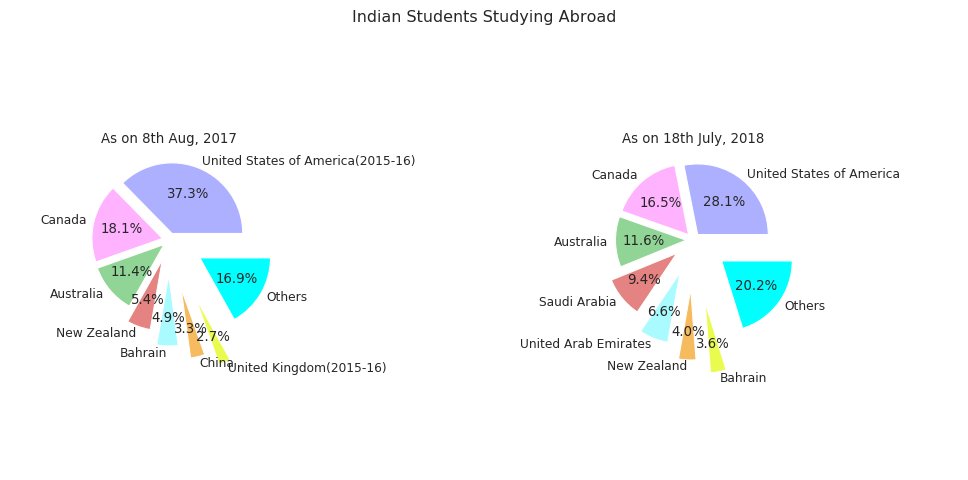 Indian Students Studying Abroad
As on 8th Aug, 2017
United States of America(2015-16)
37.3%
Canada
18.1%
Australia
11.4%
New Zealand
5.4%
Bahrain
4.9%
China
3.3%
United Kingdom(2015-16)
2.7%
Others
16.9%
As on 18th July, 2018
United States of America
28.1%
Canada
16.5%
Australia
11.6%
Saudi Arabia
9.4%
United Arab Emirates
6.6%
New Zealand
4.0%
Bahrain
3.6%
Others
20.2%